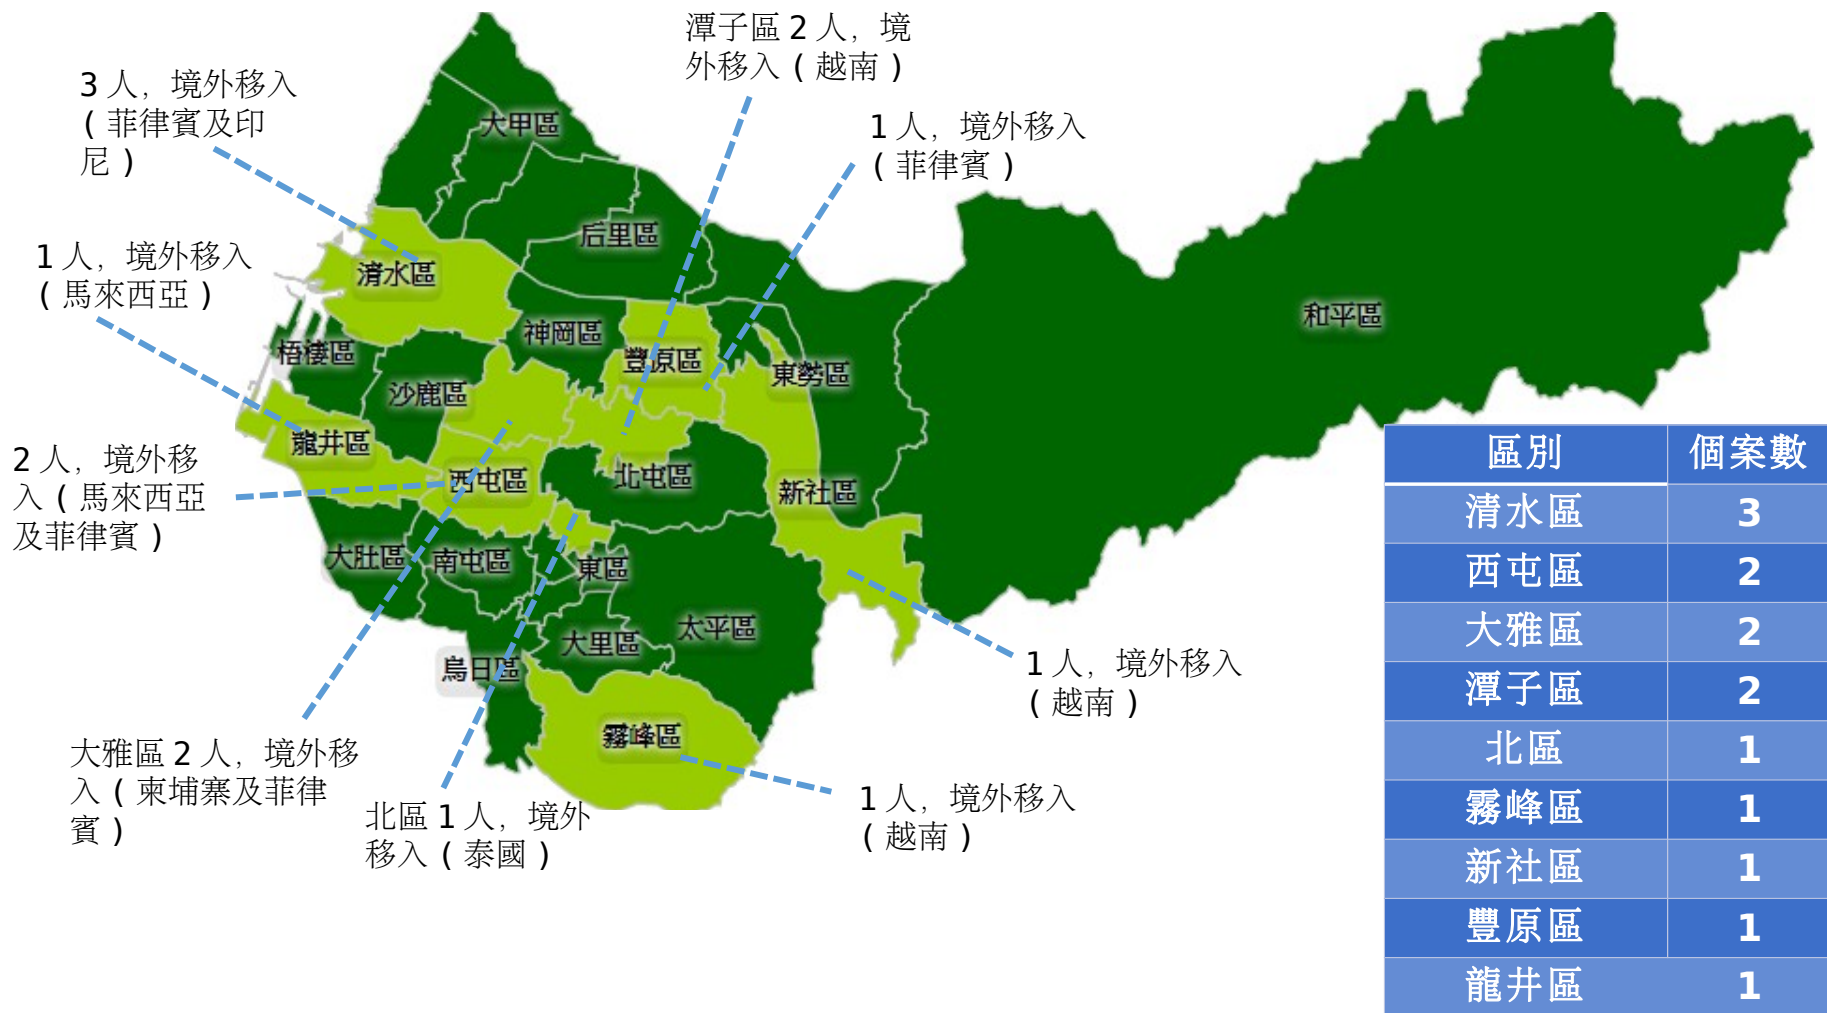 潭子區 2 人，境
外移入 ( 越南 )
3 人，境外移入
( 菲律賓及印
尼 )
1 人，境外移入
( 菲律賓 )
1 人，境外移入
( 馬來西亞 )
2 人，境外移
入 ( 馬來西亞
及菲律賓 )
大甲區
后里區
清水區
和平區
神岡區
梧棲區
豐原區
東勢區
沙鹿區
龍井區
西屯區
北屯區
新社區
大肚區
南屯區
東區
太平區
大里區
烏日區
霧峰區
1 人，境外移入
( 越南 )
大雅區 2 人，境外移
入 ( 柬埔寨及菲律
賓 )
北區 1 人，境外
移入 ( 泰國 )
1 人，境外移入
( 越南 )
區別 個案數
清水區 3
西屯區 2
大雅區 2
潭子區 2
北區 1
霧峰區 1
新社區 1
豐原區 1
龍井區 1